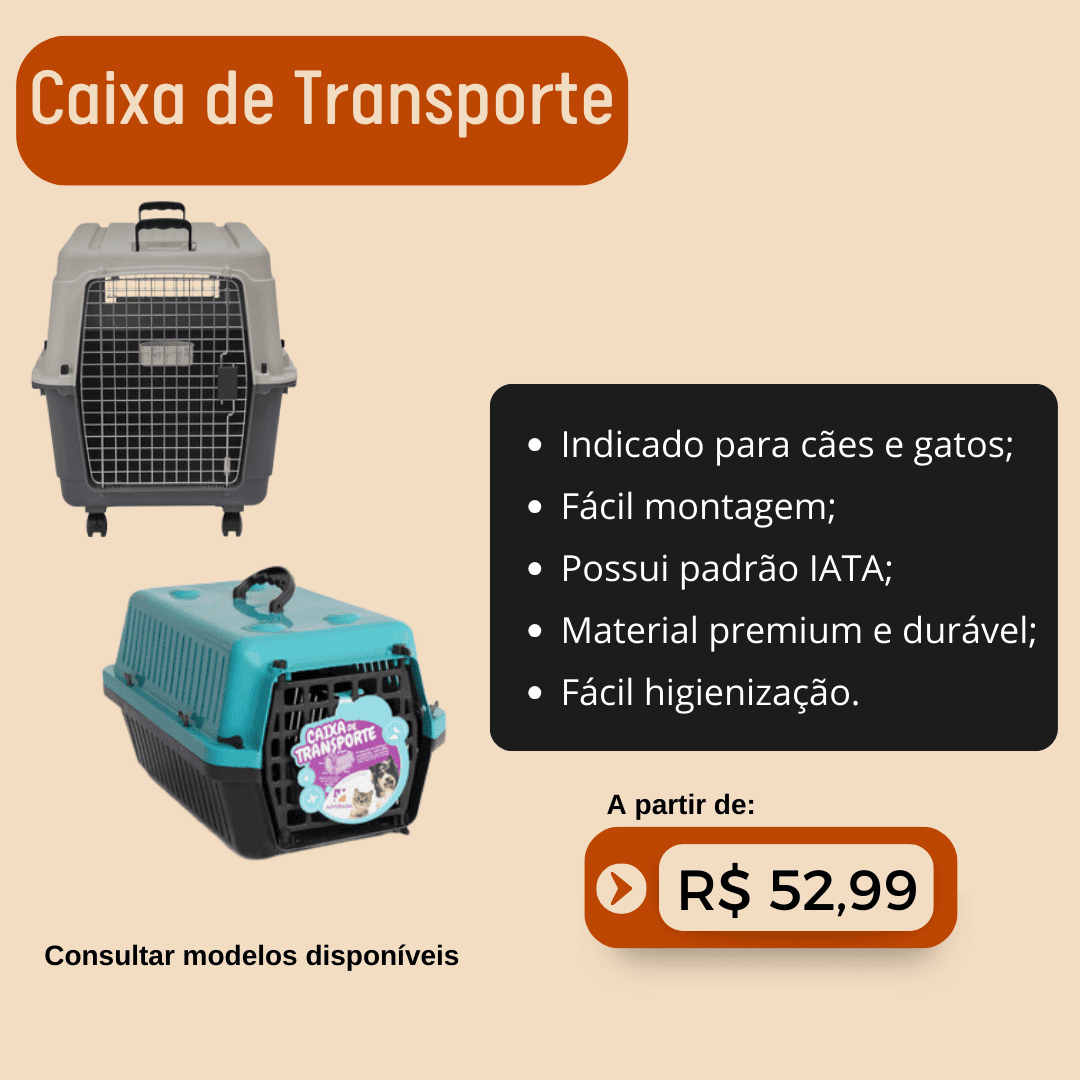 Caixa de Transporte
• Indicado para cães e gatos;
• Fácil montagem;
• Possui padrão IATA;
• Material premium e durável;
• Fácil higienização.
CAIXA DE
TRANSPORTE
A partir de:
R$ 52,99
Consultar modelos disponíveis